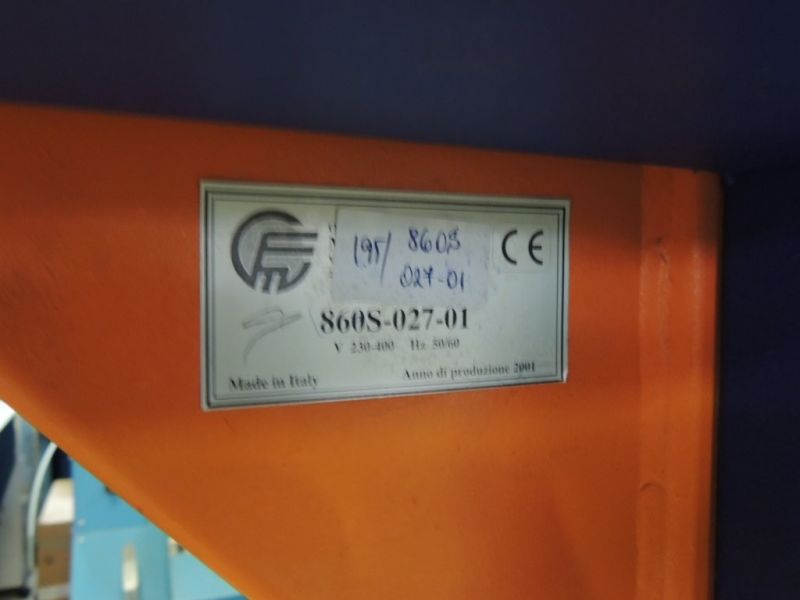 195/ 860S
027-01
CE
860S-027-01
V 230-400 Hz 50/60
Made in Italy Anno di produzione 2001